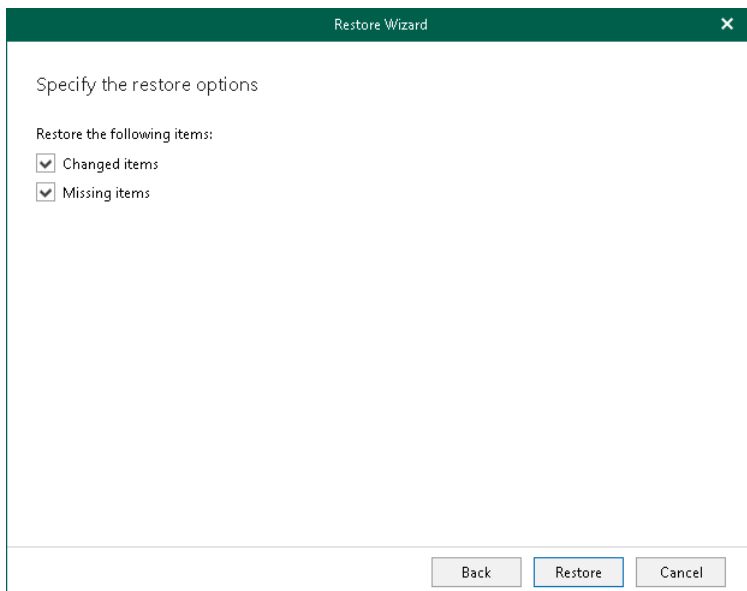 Restore Wizard
Specify the restore options
Restore the following items:
Changed items
Missing items
Back Restore Cancel